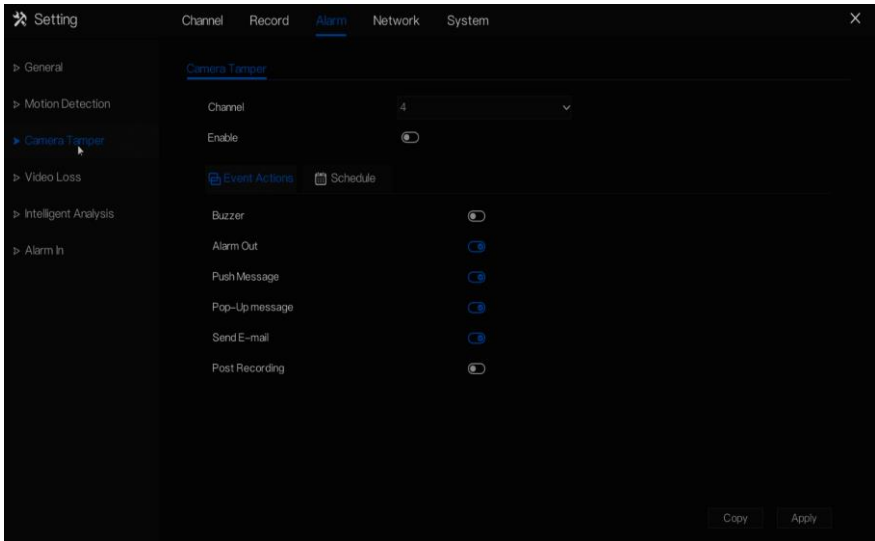 Setting
Channel Record Alarm Network System
General
Motion Detection
Camera Tamper
Video Loss
Intelligent Analysis
Alarm In
Camera Tamper
Channel 4
Enable
Event Actions Schedule
Buzzer
Alarm Out
Push Message
Pop-Up message
Send E-mail
Post Recording
Copy Apply